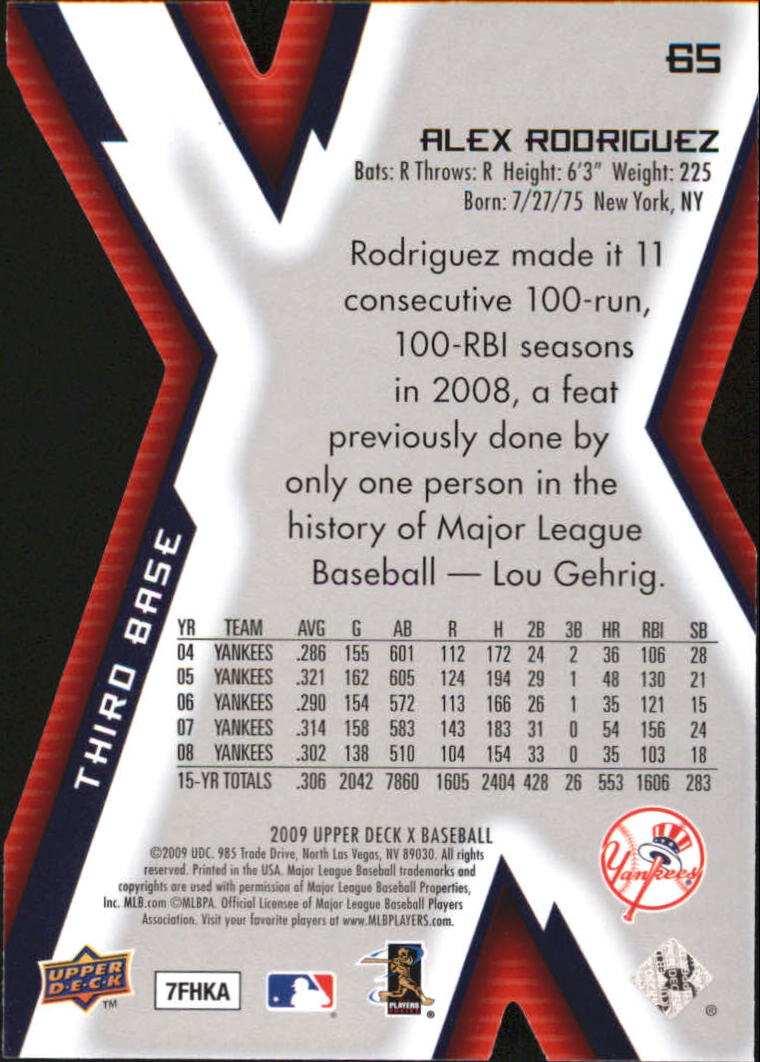 65
ALEX RODRIGUEZ
Bats: R Throws: R Height: 6'3" Weight: 225
Born: 7/27/75 New York, NY
Rodriguez made it 11
consecutive 100-run,
100-RBI seasons
in 2008, a feat
previously done by
only one person in the
history of Major League
Baseball — Lou Gehrig.
THIRD BASE
YR TEAM AVG G AB R H 2B 3B HR RBI SB
04 YANKEES .286 155 601 112 172 24 2 36 106 28
05 YANKEES .321 162 605 124 194 29 1 48 130 21
06 YANKEES .290 154 572 113 166 26 1 35 121 15
07 YANKEES .314 158 583 143 183 31 0 54 156 24
08 YANKEES .302 138 510 104 154 33 0 35 103 18
15-YR TOTALS .306 2042 7860 1605 2404 428 26 553 1606 283
2009 UPPER DECK X BASEBALL
©2009 UDC. 985 Trade Drive, North Las Vegas, NV 89030. All rights
reserved. Printed in the USA. Major League Baseball trademarks and
copyrights are used with permission of Major League Baseball Properties,
Inc. MLB.com ©MLBPA. Official Licensee of Major League Baseball Players
Association. Visit your favorite players at www.MLBPLAYERS.com.
Yankees
UPPER
D·E·C·K
TM
7FHKA
PLAYERS
CHOICE
®
®